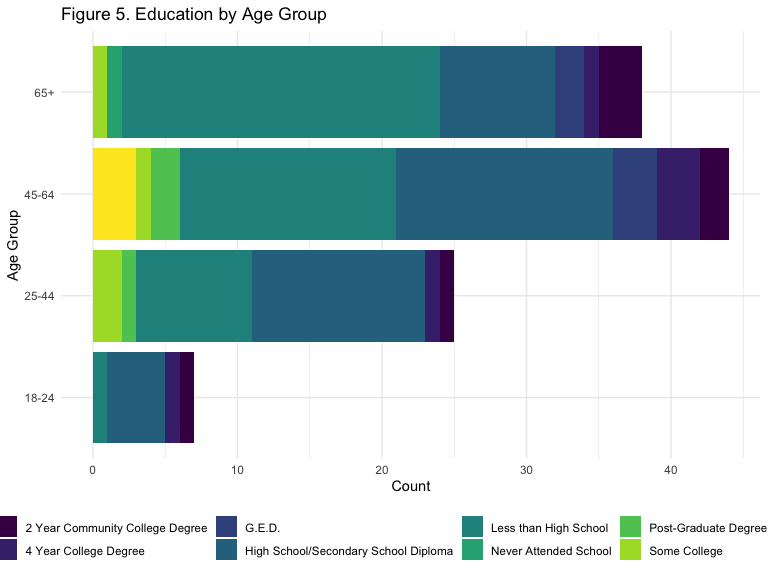 Figure 5. Education by Age Group
Age Group
65+
45-64
25-44
18-24
0 10 20 30 40
Count
2 Year Community College Degree G.E.D. Less than High School Post-Graduate Degree
4 Year College Degree High School/Secondary School Diploma Never Attended School Some College